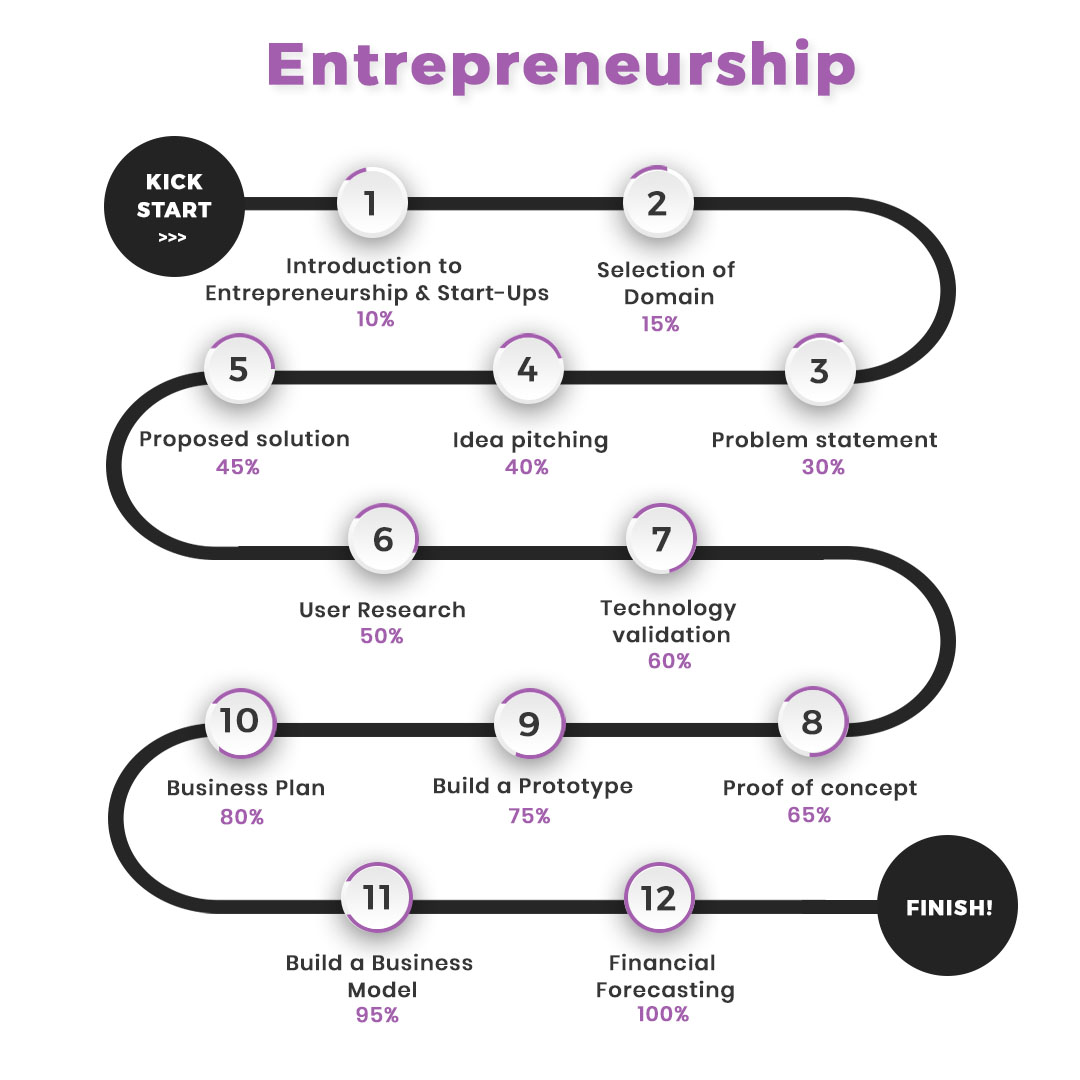 Entrepreneurship
KICK
START
>>>
1
Introduction to
Entrepreneurship & Start-Ups
10%
2
Selection of
Domain
15%
3
Problem statement
30%
4
Idea pitching
40%
5
Proposed solution
45%
6
User Research
50%
7
Technology
validation
60%
8
Proof of concept
65%
9
Build a Prototype
75%
10
Business Plan
80%
11
Build a Business
Model
95%
12
Financial
Forecasting
100%
FINISH!